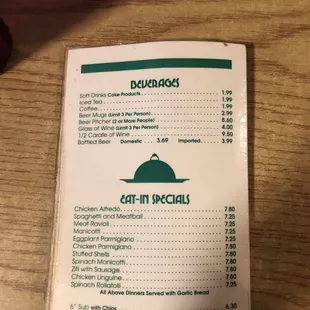 BEVERAGES
Soft Drinks Coke Products 1.99
Iced Tea 1.99
Coffee 1.99
Beer Mugs (Limit 3 Per Person) 2.99
Beer Pitcher (2 or More People) 8.60
Glass of Wine (Limit 3 Per Person) 4.00
1/2 Carafe of Wine 9.50
Bottled Beer Domestic 3.69 Imported 3.99
EAT-IN SPECIALS
Chicken Alfredo 7.80
Spaghetti and Meatball 7.25
Meat Ravioli 7.25
Manicotti 7.25
Eggplant Parmigiano 7.25
Chicken Parmigiano 7.80
Stuffed Shells 7.25
Spinach Manicotti 7.25
Ziti with Sausage 7.80
Chicken Linguine 7.80
Spinach Rollatolli 7.25
All Above Dinners Served with Garlic Bread
6" Sub with Chips 6.30